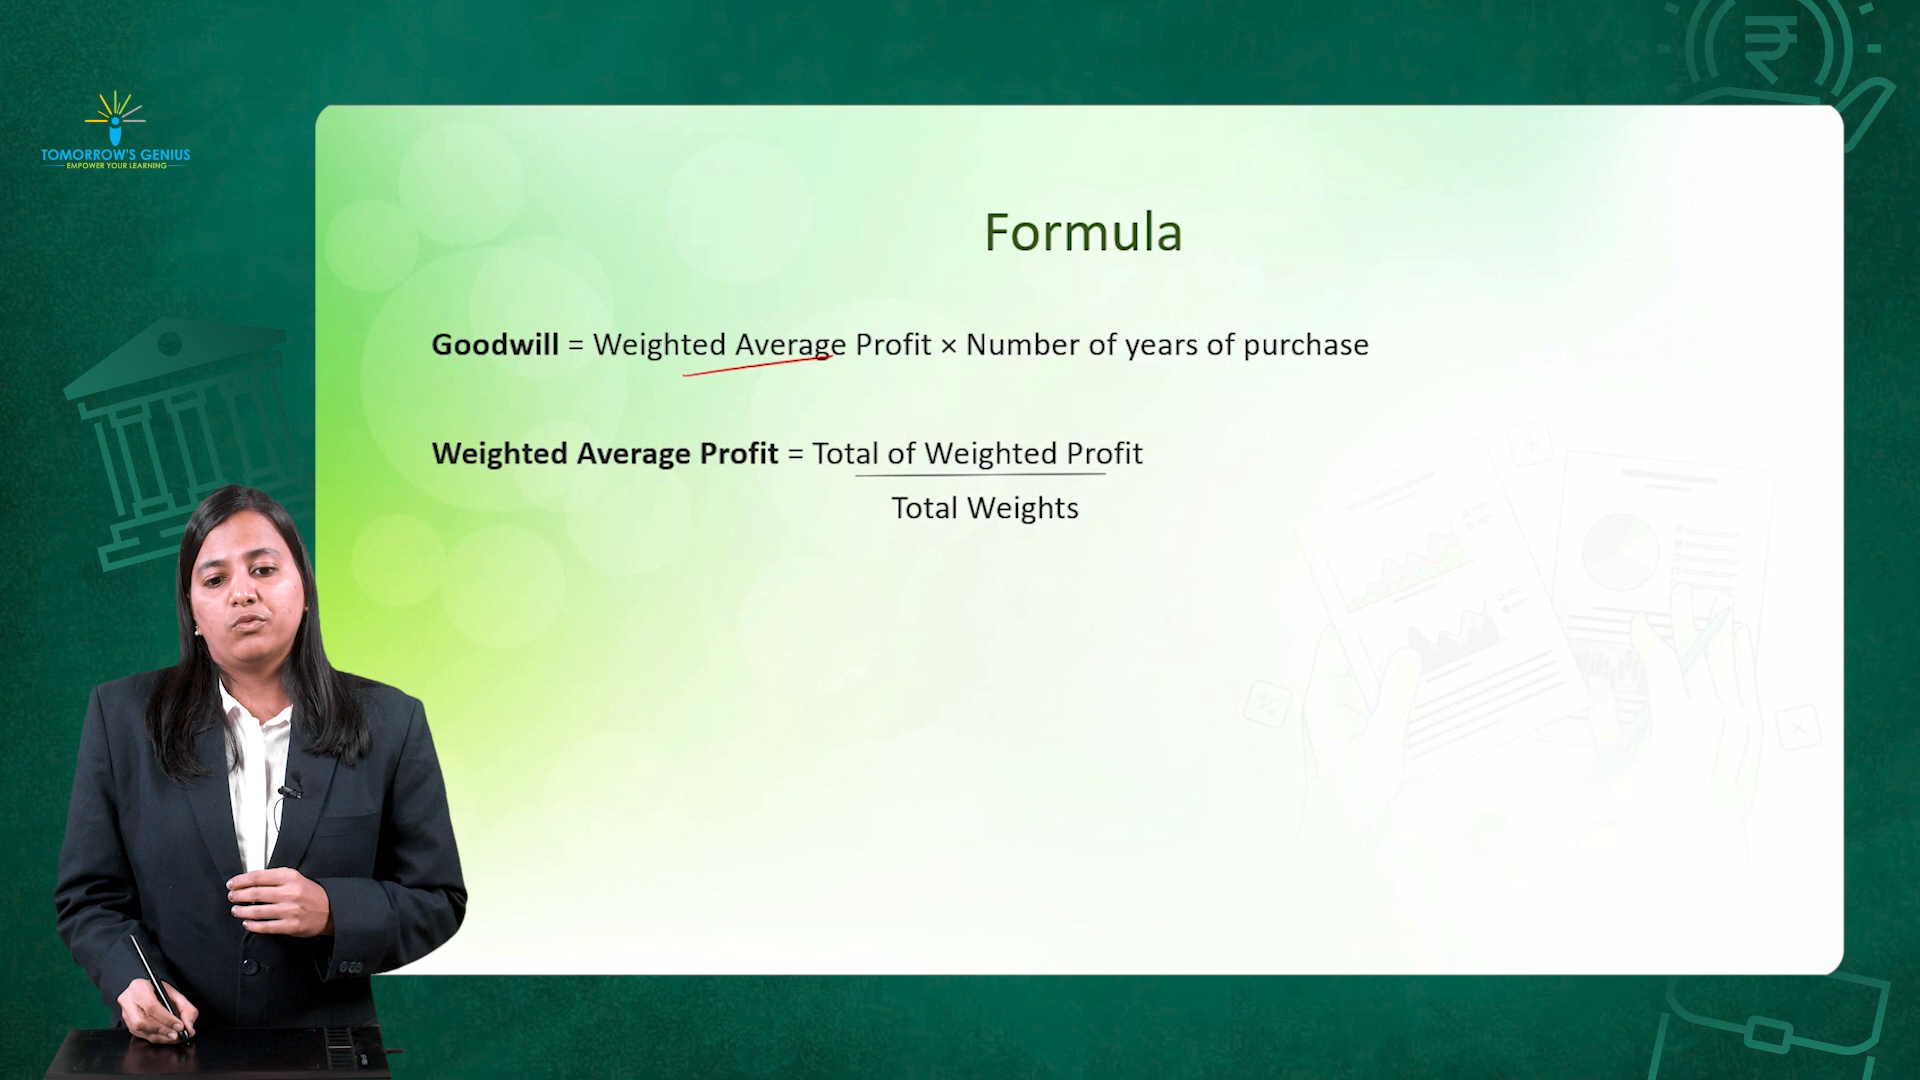 TOMORROW'S GENIUS
EMPOWER YOUR LEARNING
Formula
Goodwill = Weighted Average Profit × Number of years of purchase
Weighted Average Profit = Total of Weighted Profit
Total Weights